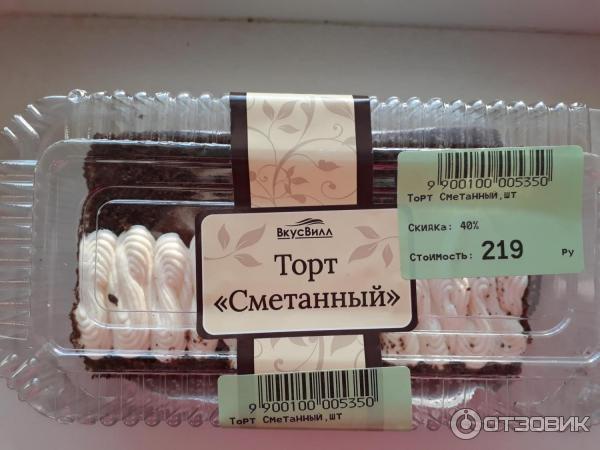 ВкусВилл
Торт
«Сметанный»
9 900100 005350
Торт Сметанный,шт
Скидка: 40%
Стоимость: 219 Ру
9 900100 005350
Торт Сметанный,шт
ОТЗОВИК